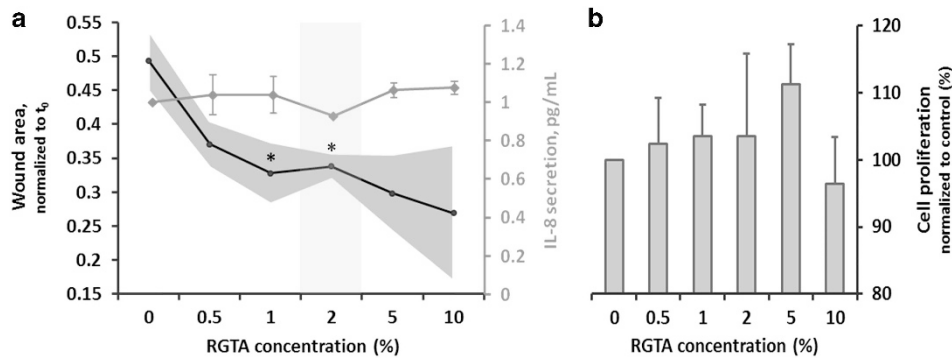 a
0.55
0.5
0.45
0.4
0.35
0.3
0.25
0.2
0.15
Wound area,
normalized to t0
*
*
1.4
1.2
1
0.8
0.6
0.4
0.2
0
IL-8 secretion, pg/mL
0 0.5 1 2 5 10
RGTA concentration (%)
b
120
110
100
90
80
Cell proliferation
normalized to control (%)
0 0.5 1 2 5 10
RGTA concentration (%)